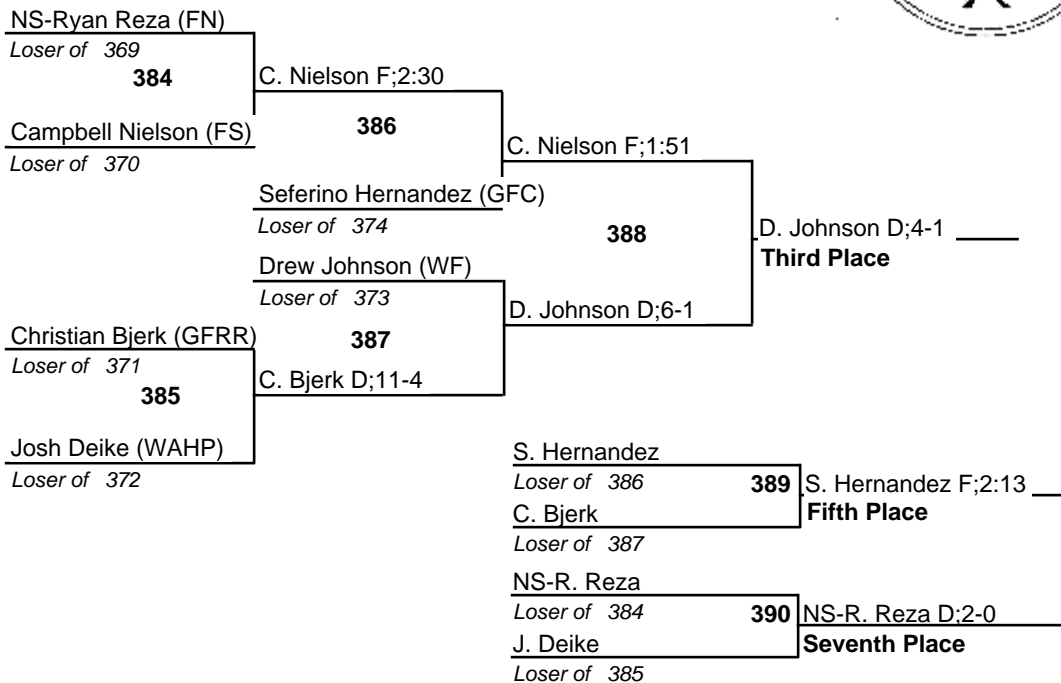 NS-Ryan Reza (FN)
Loser of 369
384
C. Nielson F;2:30
Campbell Nielson (FS)
Loser of 370
386
C. Nielson F;1:51
Seferino Hernandez (GFC)
Loser of 374
388
D. Johnson D;4-1
Third Place
Drew Johnson (WF)
Loser of 373
D. Johnson D;6-1
Christian Bjerk (GFRR)
Loser of 371
387
385
C. Bjerk D;11-4
Josh Deike (WAHP)
Loser of 372
S. Hernandez
Loser of 386
389
S. Hernandez F;2:13
Fifth Place
C. Bjerk
Loser of 387
NS-R. Reza
Loser of 384
390
NS-R. Reza D;2-0
Seventh Place
J. Deike
Loser of 385